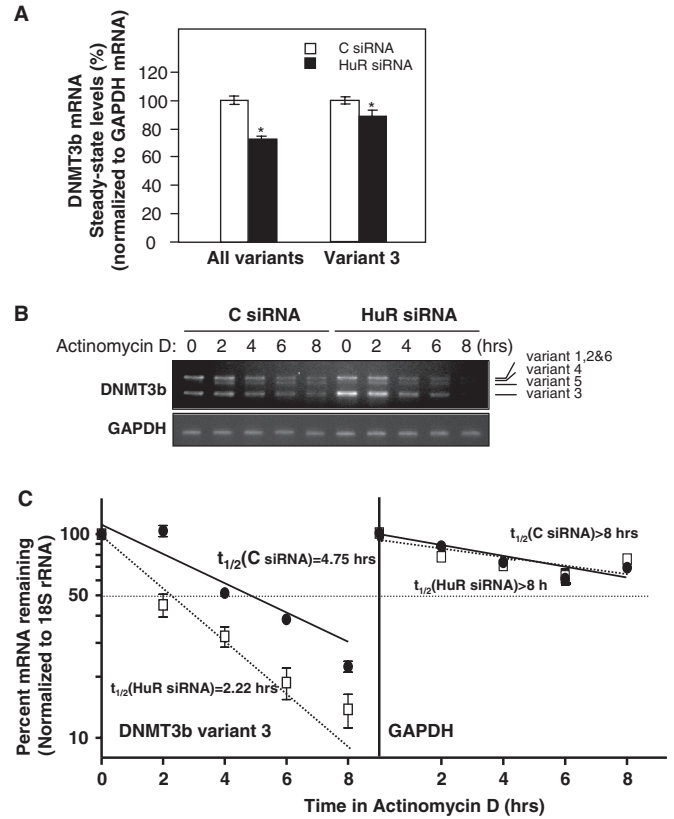 A
DNMT3b mRNA
Steady-state levels (%)
(normalized to GAPDH mRNA)
C siRNA
HuR siRNA
120
100
80
60
40
20
0
*
*
All variants
Variant 3
B
C siRNA
HuR siRNA
Actinomycin D: 0 2 4 6 8 0 2 4 6 8 (hrs)
DNMT3b
variant 1,2&6
variant 4
variant 5
variant 3
GAPDH
C
Percent mRNA remaining
(Normalized to 18S rRNA)
100
50
10
t1/2(C siRNA)=4.75 hrs
t1/2(HuR siRNA)=2.22 hrs
DNMT3b variant 3
t1/2(C siRNA)>8 hrs
t1/2(HuR siRNA)>8 h
GAPDH
0 2 4 6 8 2 4 6 8
Time in Actinomycin D (hrs)